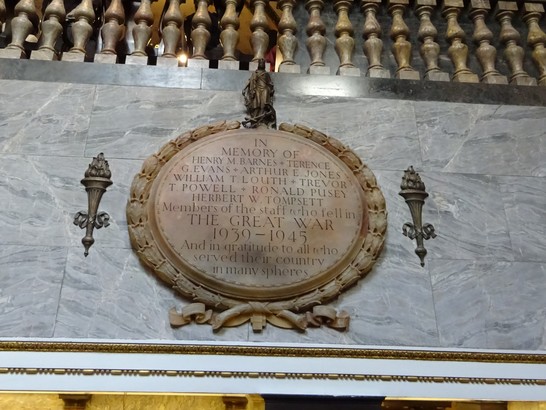 IN
MEMORY OF
HENRY M BARNES • TERENCE
G.EVANS • ARTHUR E. JONES
WILLIAM T. LOUTH • TREVOR
T. POWELL • RONALD PUSEY
HERBERT W. TOMPSETT
Members of the staff who fell in
THE GREAT WAR
1939–1945
And in gratitude to all who
served their country
in many spheres